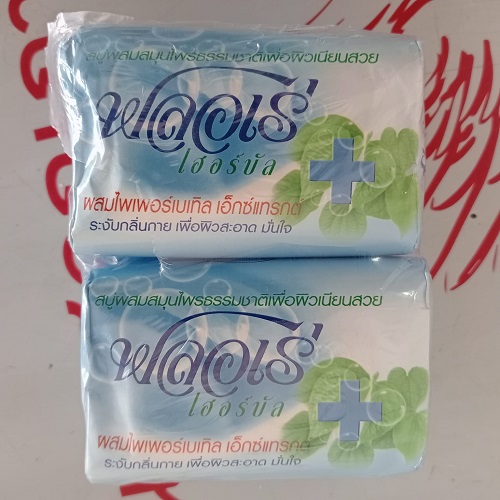 สบู่ผสมสมุนไพรธรรมชาติเพื่อผิวเนียนสวย
ฟลอเร่
เฮอร์บัล
ผสมไพเพอร์เบเทิล เอ็กซ์แทรกต์
ระงับกลิ่นกาย เพื่อผิวสะอาด มั่นใจ
สบู่ผสมสมุนไพรธรรมชาติเพื่อผิวเนียนสวย
ฟลอเร่
เฮอร์บัล
ผสมไพเพอร์เบเทิล เอ็กซ์แทรกต์
ระงับกลิ่นกาย เพื่อผิวสะอาด มั่นใจ